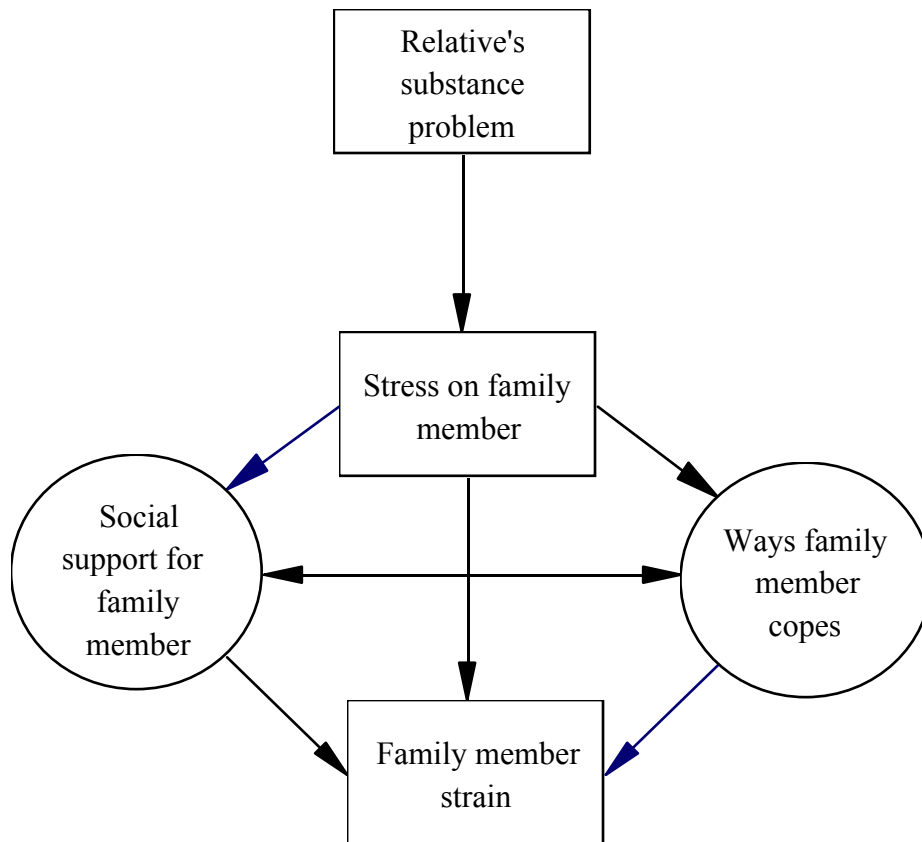 Relative's
substance
problem
Stress on family
member
Social
support for
family
member
Ways family
member
copes
Family member
strain